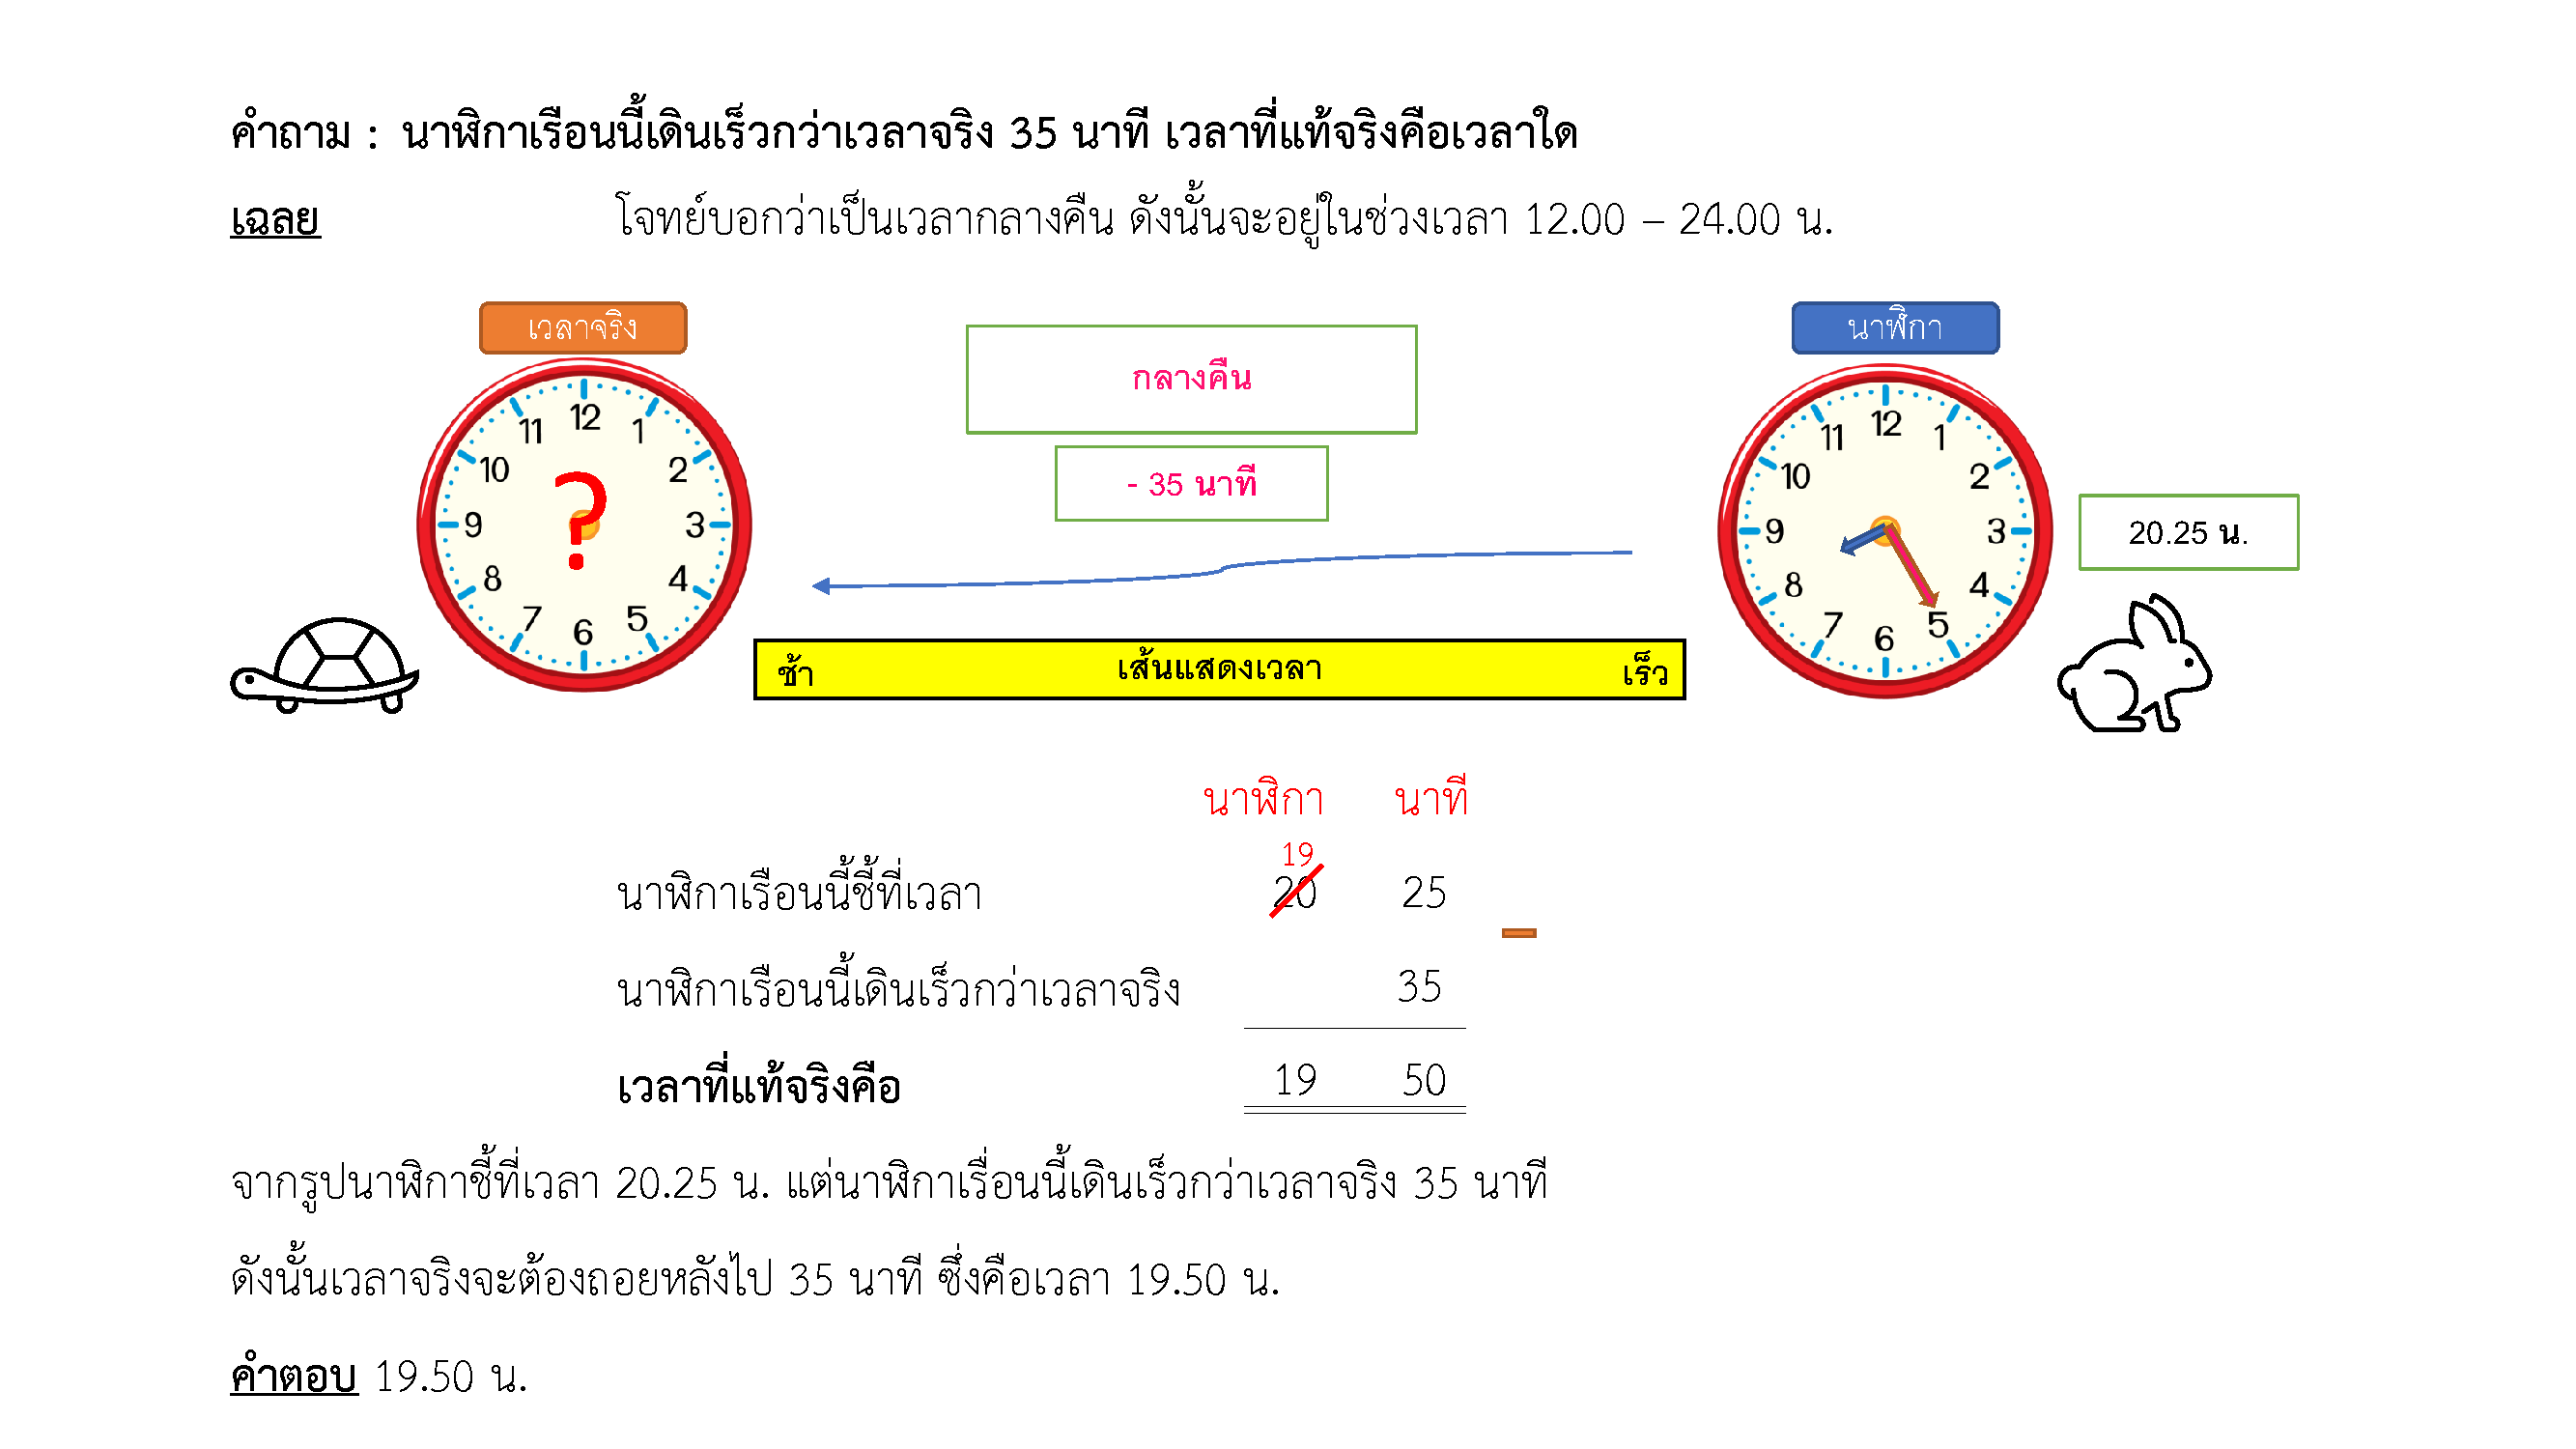 คำถาม : นาฬิกาเรือนนี้เดินเร็วกว่าเวลาจริง 35 นาที เวลาที่แท้จริงคือเวลาใด
เฉลย โจทย์บอกว่าเป็นเวลากลางคืน ดังนั้นจะอยู่ในช่วงเวลา 12.00 – 24.00 น.
เวลาจริง
นาฬิกา
กลางคืน
- 35 นาที
12
1
2
3
4
5
6
7
8
9
10
11
?
12
1
2
3
4
5
6
7
8
9
10
11
20.25 น.
ช้า เส้นแสดงเวลา เร็ว
นาฬิกา นาที
19
นาฬิกาเรือนนี้ชี้ที่เวลา 20 25
นาฬิกาเรือนนี้เดินเร็วกว่าเวลาจริง 35
เวลาที่แท้จริงคือ 19 50
จากรูปนาฬิกาชี้ที่เวลา 20.25 น. แต่นาฬิกาเรื่อนนี้เดินเร็วกว่าเวลาจริง 35 นาที
ดังนั้นเวลาจริงจะต้องถอยหลังไป 35 นาที ซึ่งคือเวลา 19.50 น.
คำตอบ 19.50 น.